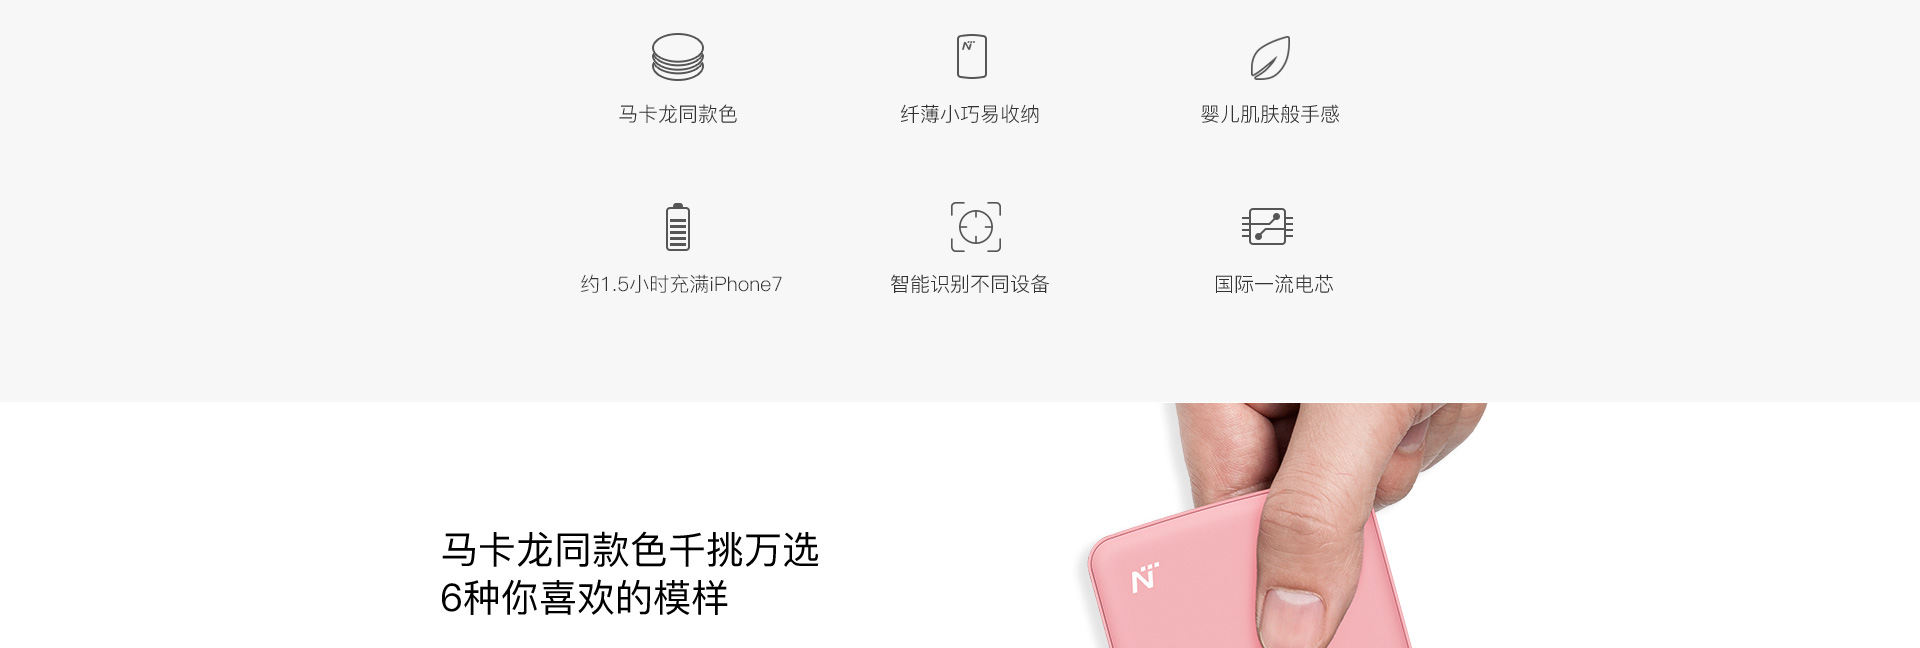 马卡龙同款色
纤薄小巧易收纳
婴儿肌肤般手感
约1.5小时充满iPhone7
智能识别不同设备
国际一流电芯
马卡龙同款色千挑万选
6种你喜欢的模样